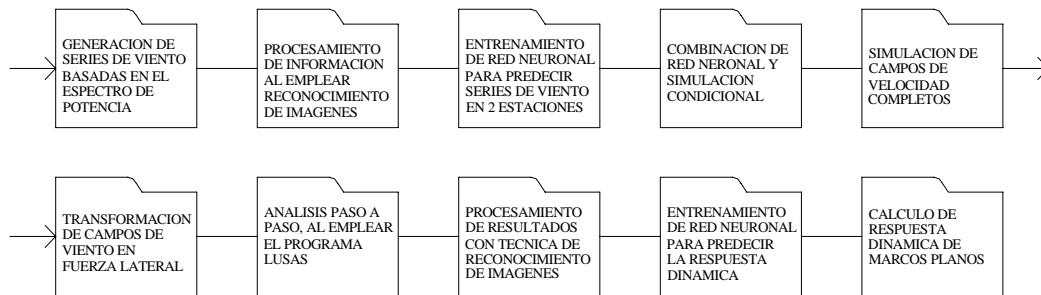 GENERACION DE
SERIES DE VIENTO
BASADAS EN EL
ESPECTRO DE
POTENCIA
PROCESAMIENTO
DE INFORMACION
AL EMPLEAR
RECONOCIMIENTO
DE IMAGENES
ENTRENAMIENTO
DE RED NEURONAL
PARA PREDECIR
SERIES DE VIENTO
EN 2 ESTACIONES
COMBINACION DE
RED NERONAL Y
SIMULACION
CONDICIONAL
SIMULACION DE
CAMPOS DE
VELOCIDAD
COMPLETOS
TRANSFORMACION
DE CAMPOS DE
VIENTO EN
FUERZA LATERAL
ANALISIS PASO A
PASO, AL EMPLEAR
EL PROGRAMA
LUSAS
PROCESAMIENTO
DE RESULTADOS
CON TECNICA DE
RECONOCIMIENTO
DE IMAGENES
ENTRENAMIENTO
DE RED NEURONAL
PARA PREDECIR
LA RESPUESTA
DINAMICA
CALCULO DE
RESPUESTA
DINAMICA DE
MARCOS PLANOS